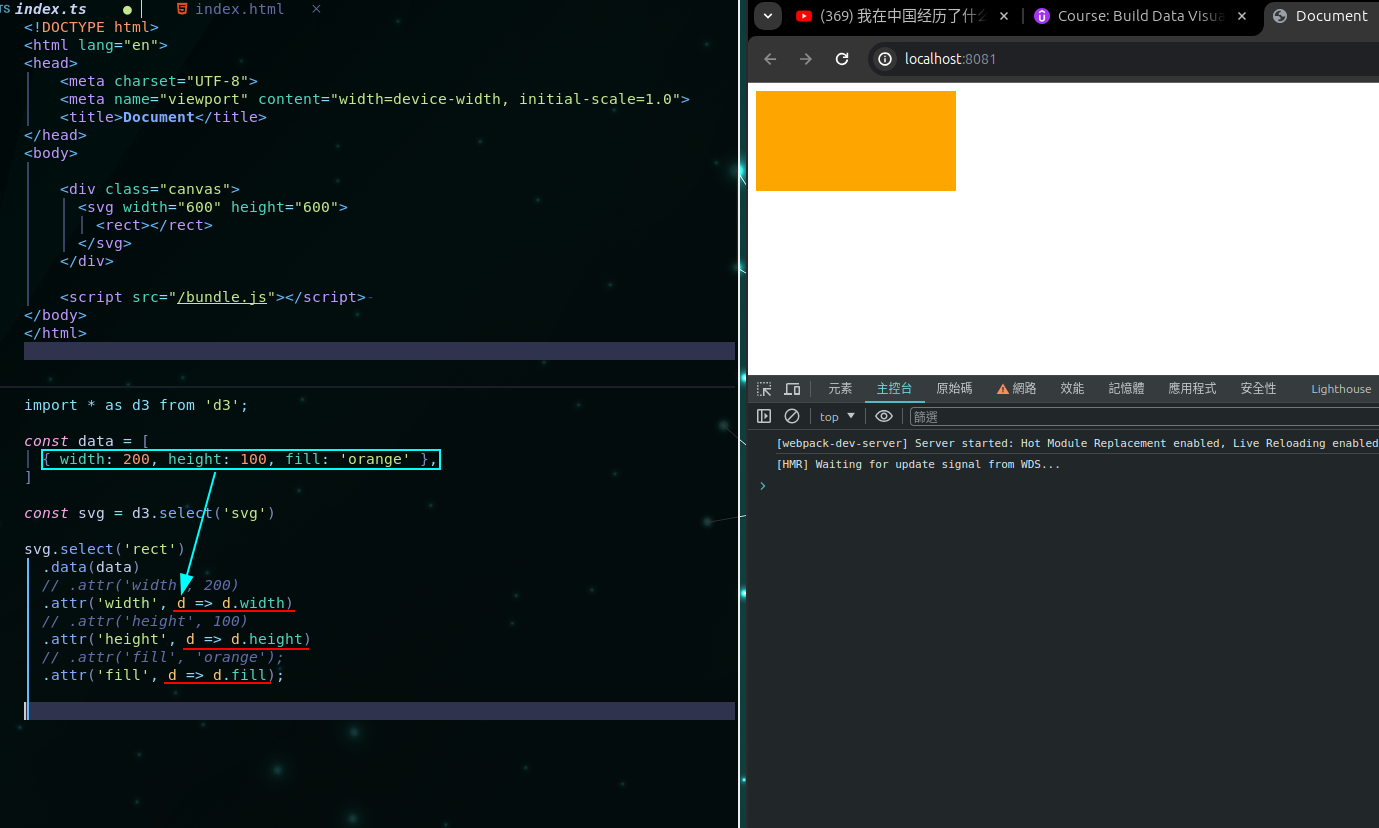 TS index.ts ● index.html ×
<!DOCTYPE html>
<html lang="en">
<head>
<meta charset="UTF-8">
<meta name="viewport" content="width=device-width, initial-scale=1.0">
<title>Document</title>
</head>
<body>
<div class="canvas">
<svg width="600" height="600">
<rect></rect>
</svg>
</div>
<script src="/bundle.js"></script>
</body>
</html>
import * as d3 from 'd3';
const data = [
{ width: 200, height: 100, fill: 'orange' },
]
const svg = d3.select('svg')
svg.select('rect')
.data(data)
// .attr('width', 200)
.attr('width', d => d.width)
// .attr('height', 100)
.attr('height', d => d.height)
// .attr('fill', 'orange');
.attr('fill', d => d.fill);
(369) 我在中国经历了什么 × Course: Build Data Visua × Document
localhost:8081
元素 主控台 原始碼 網路 效能 記憶體 應用程式 安全性 Lighthouse
top 篩選
[webpack-dev-server] Server started: Hot Module Replacement enabled, Live Reloading enabled
[HMR] Waiting for update signal from WDS...